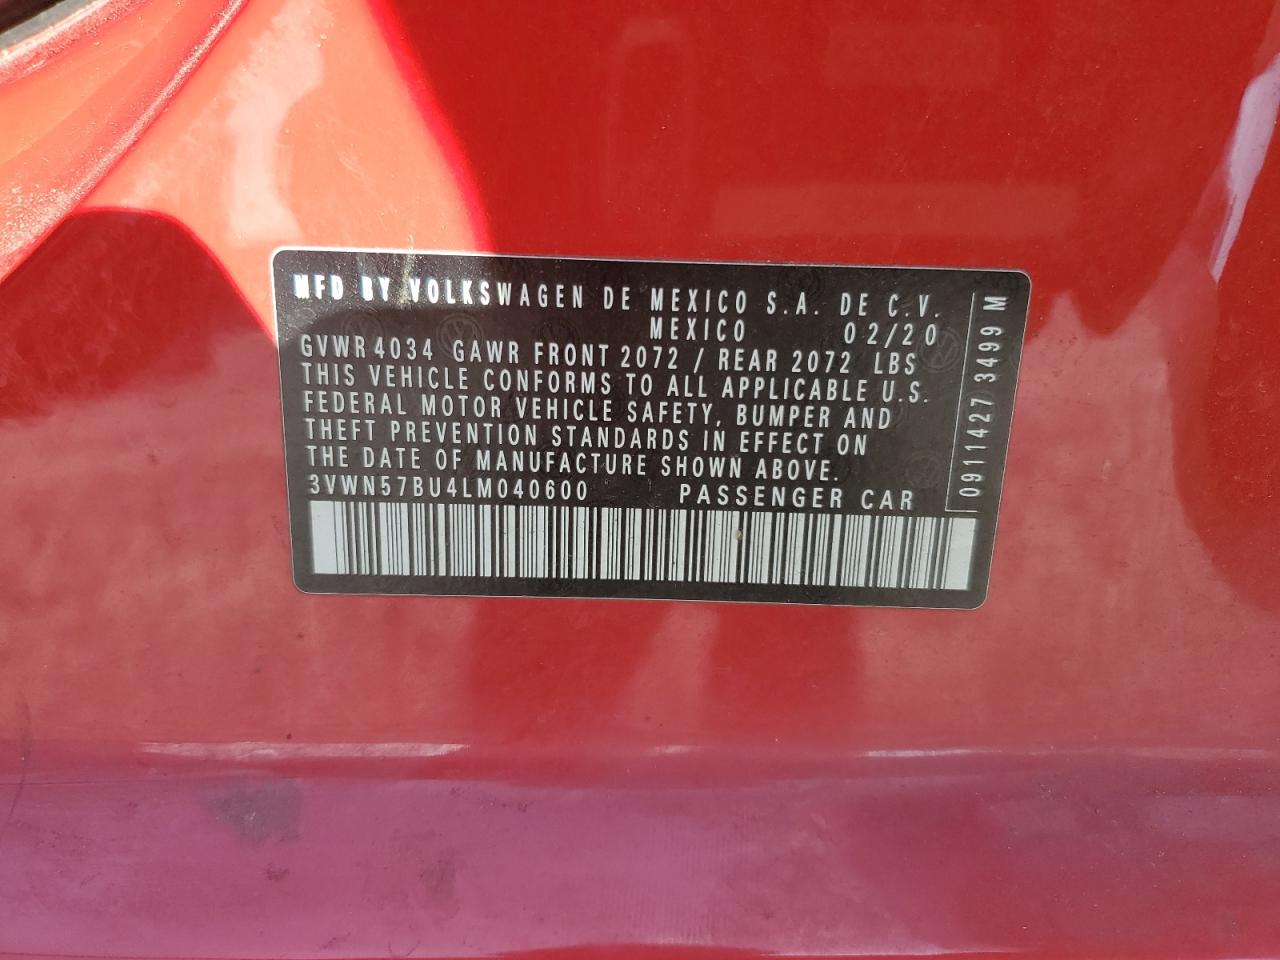 MFD BY VOLKSWAGEN DE MEXICO S.A. DE C.V.
MEXICO 02/20
GVWR 4034 GAWR FRONT 2072 / REAR 2072 LBS
THIS VEHICLE CONFORMS TO ALL APPLICABLE U.S.
FEDERAL MOTOR VEHICLE SAFETY, BUMPER AND
THEFT PREVENTION STANDARDS IN EFFECT ON
THE DATE OF MANUFACTURE SHOWN ABOVE.
3VWN57BU4LM040600 PASSENGER CAR
0911427 3499 M